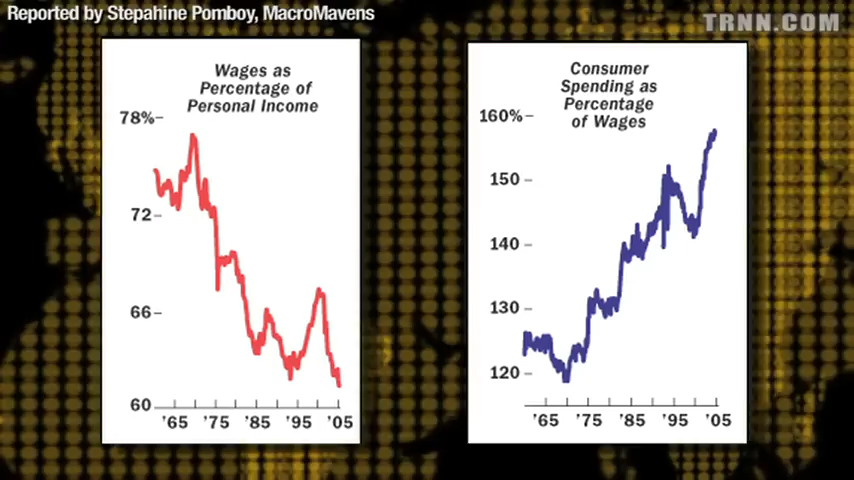 Reported by Stepahine Pomboy, MacroMavens
TRNN.COM
Wages as
Percentage of
Personal Income
78%
72
66
60
'65 '75 '85 '95 '05
Consumer
Spending as
Percentage
of Wages
160%
150
140
130
120
'65 '75 '85 '95 '05